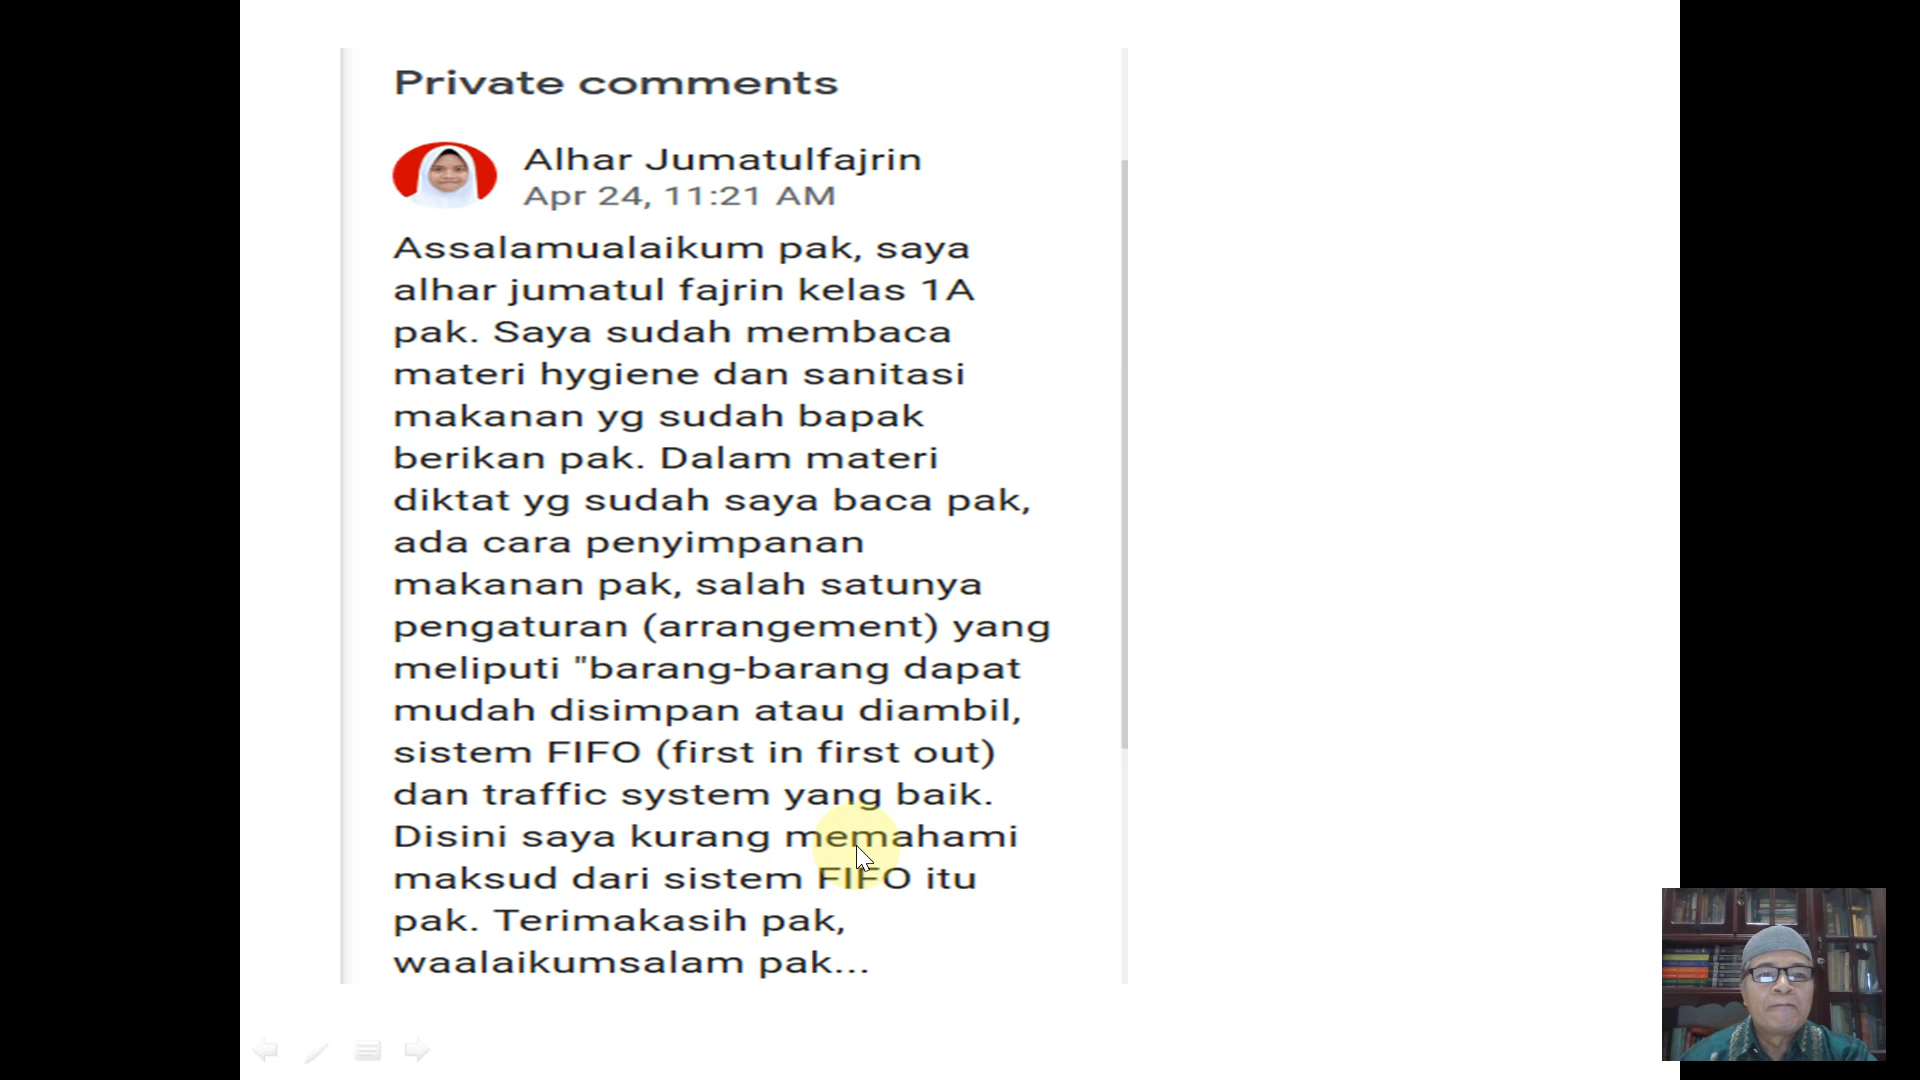 Private comments
Alhar Jumatulfajrin
Apr 24, 11:21 AM
Assalamualaikum pak, saya
alhar jumatul fajrin kelas 1A
pak. Saya sudah membaca
materi hygiene dan sanitasi
makanan yg sudah bapak
berikan pak. Dalam materi
diktat yg sudah saya baca pak,
ada cara penyimpanan
makanan pak, salah satunya
pengaturan (arrangement) yang
meliputi "barang-barang dapat
mudah disimpan atau diambil,
sistem FIFO (first in first out)
dan traffic system yang baik.
Disini saya kurang memahami
maksud dari sistem FIFO itu
pak. Terimakasih pak,
waalaikumsalam pak...